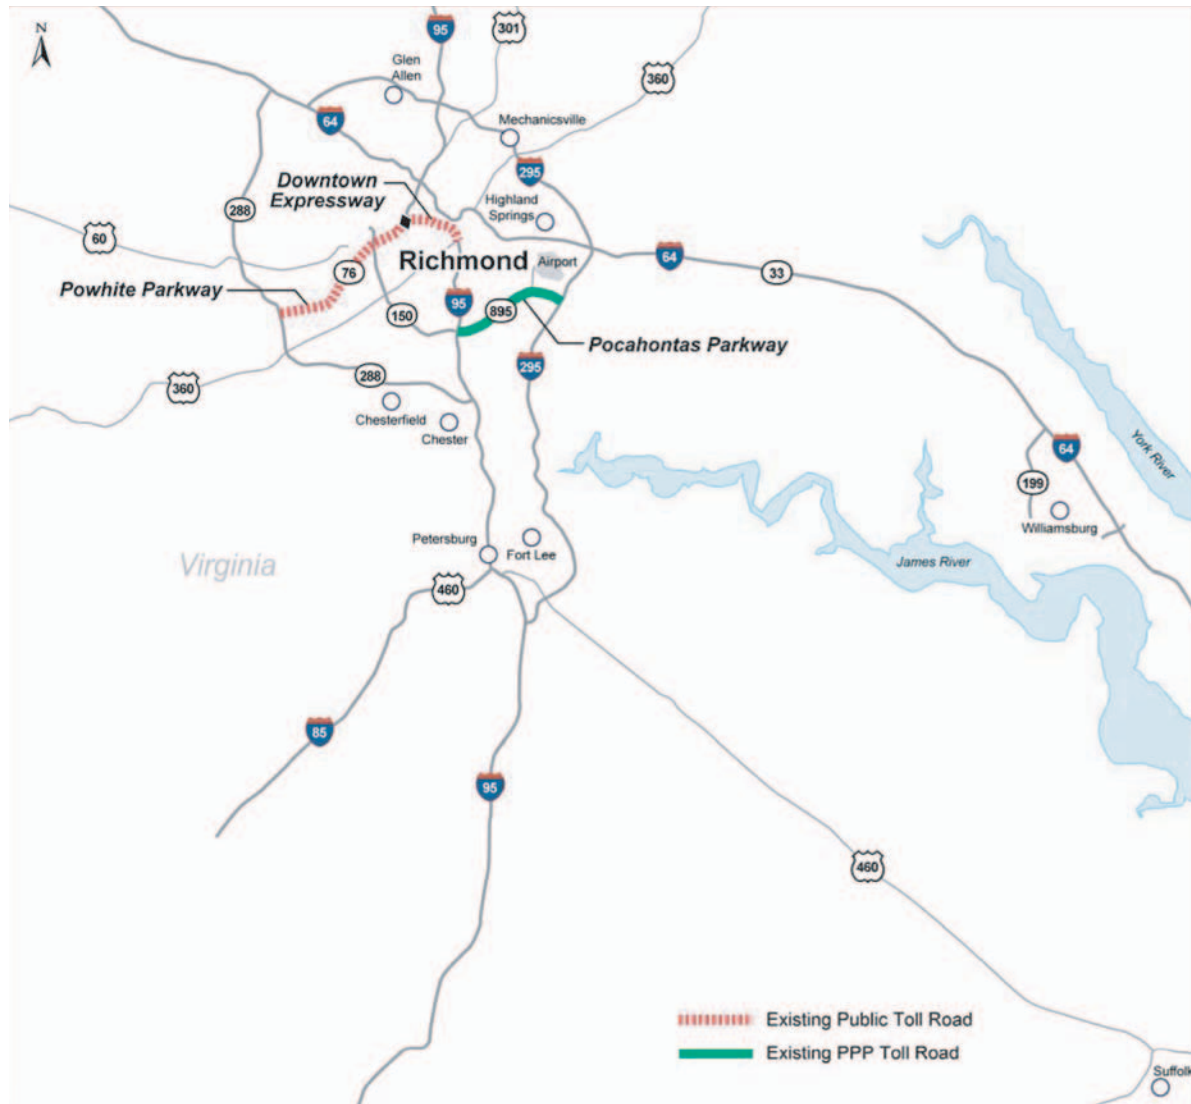 N
95
301
Glen
Allen
360
64
Mechanicsville
295
Downtown
Expressway
Highland
Springs
288
60
Richmond
Airport
64
33
76
Powhite Parkway
95
895
150
Pocahontas Parkway
295
288
360
Chesterfield
Chester
York River
64
199
Williamsburg
Petersburg
Fort Lee
James River
Virginia
460
85
95
460
Existing Public Toll Road
Existing PPP Toll Road
Suffolk